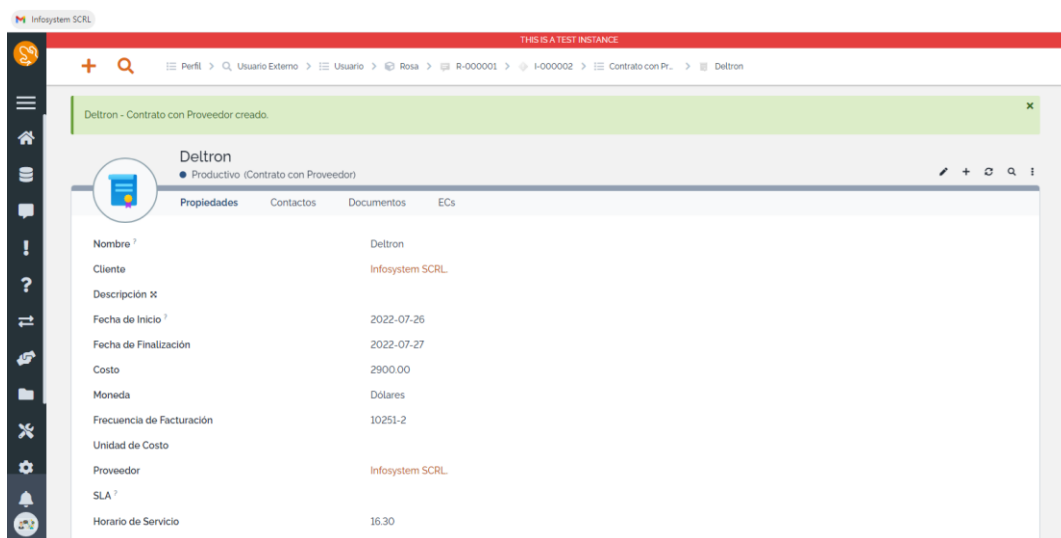 Infosystem SCRL
THIS IS A TEST INSTANCE
Perfil > Usuario Externo > Usuario > Rosa > R-000001 > I-000002 > Contrato con Pr... > Deltron
Deltron - Contrato con Proveedor creado.
Deltron
Productivo (Contrato con Proveedor)
Propiedades Contactos Documentos ECs
Nombre ? Deltron
Cliente Infosystem SCRL.
Descripción
Fecha de Inicio ? 2022-07-26
Fecha de Finalización 2022-07-27
Costo 2900.00
Moneda Dólares
Frecuencia de Facturación 10251-2
Unidad de Costo
Proveedor Infosystem SCRL.
SLA ?
Horario de Servicio 16.30